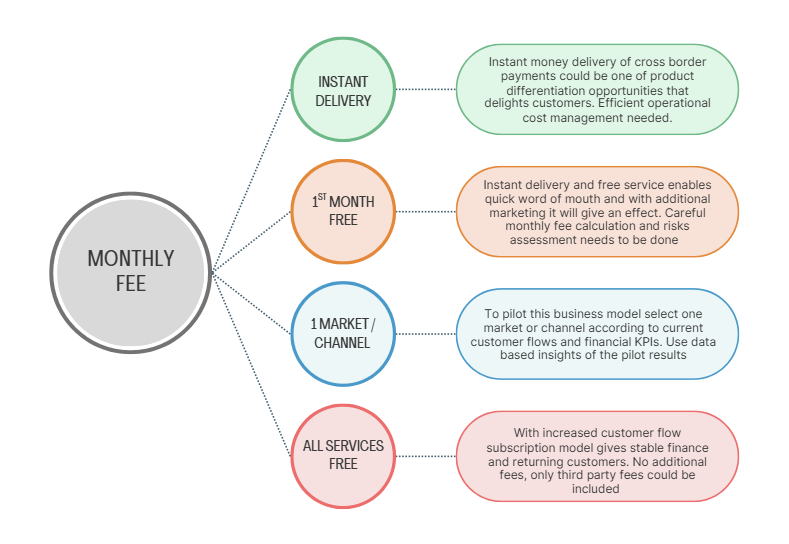 MONTHLY
FEE
INSTANT
DELIVERY
Instant money delivery of cross border
payments could be one of product
differentiation opportunities that
delights customers. Efficient operational
cost management needed.
1ST MONTH
FREE
Instant delivery and free service enables
quick word of mouth and with additional
marketing it will give an effect. Careful
monthly fee calculation and risks
assessment needs to be done
1 MARKET /
CHANNEL
To pilot this business model select one
market or channel according to current
customer flows and financial KPIs. Use data
based insights of the pilot results
ALL SERVICES
FREE
With increased customer flow
subscription model gives stable finance
and returning customers. No additional
fees, only third party fees could be
included